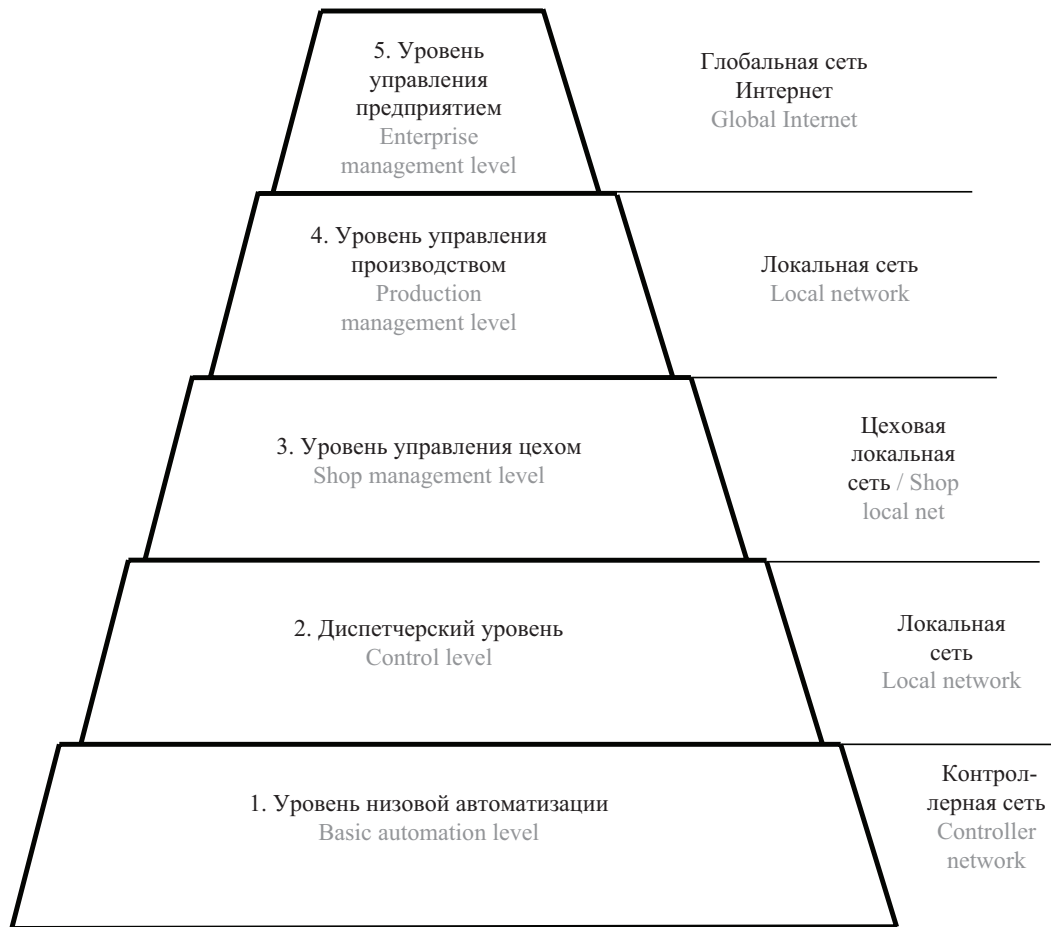 5. Уровень
управления
предприятием
Enterprise
management level
Глобальная сеть
Интернет
Global Internet
4. Уровень управления
производством
Production
management level
Локальная сеть
Local network
3. Уровень управления цехом
Shop management level
Цеховая
локальная
сеть / Shop
local net
2. Диспетчерский уровень
Control level
Локальная
сеть
Local network
1. Уровень низовой автоматизации
Basic automation level
Контрол-
лерная сеть
Controller
network